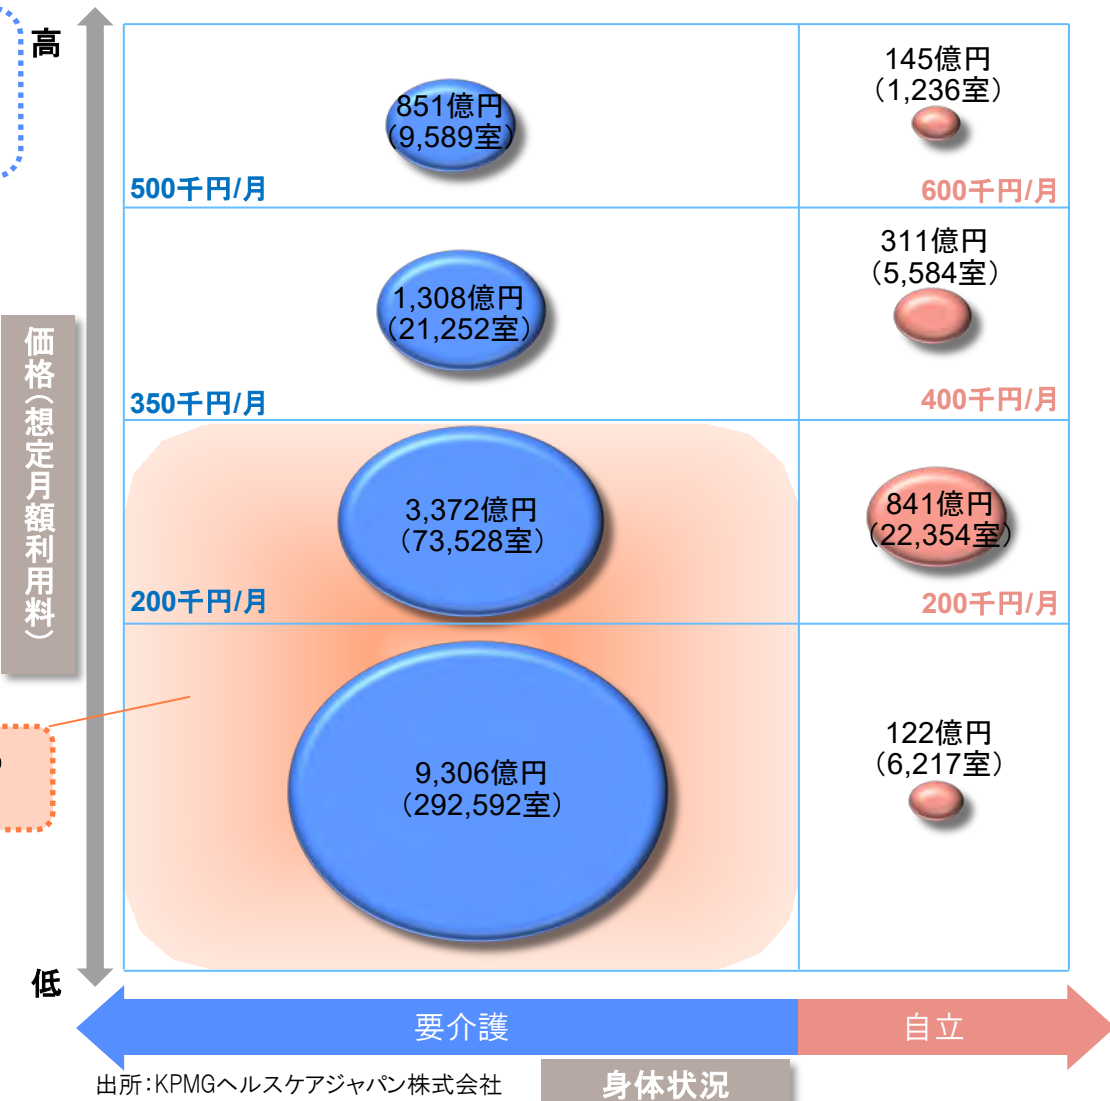 高
851億円
（9,589室）
500千円/月
145億円
（1,236室）
600千円/月
1,308億円
（21,252室）
350千円/月
311億円
（5,584室）
400千円/月
価格（想定月額利用料）
3,372億円
（73,528室）
200千円/月
841億円
（22,354室）
200千円/月
9,306億円
（292,592室）
122億円
（6,217室）
低
要介護
自立
出所：KPMGヘルスケアジャパン株式会社
身体状況